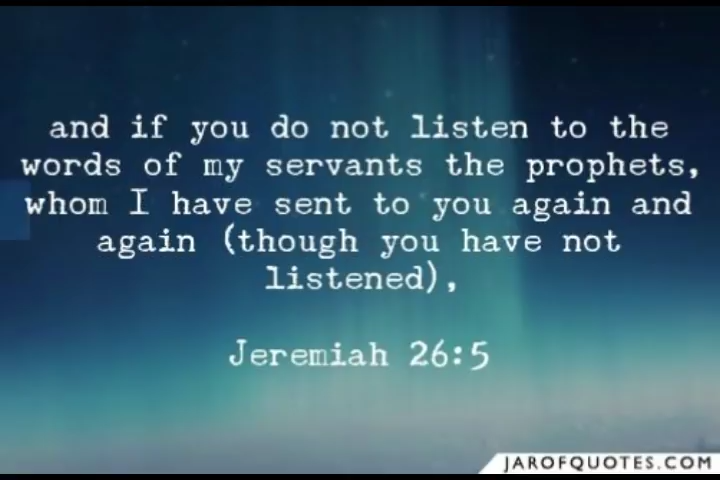 and if you do not listen to the
words of my servants the prophets,
whom I have sent to you again and
again (though you have not
listened),
Jeremiah 26:5
JAROFQUOTES.COM